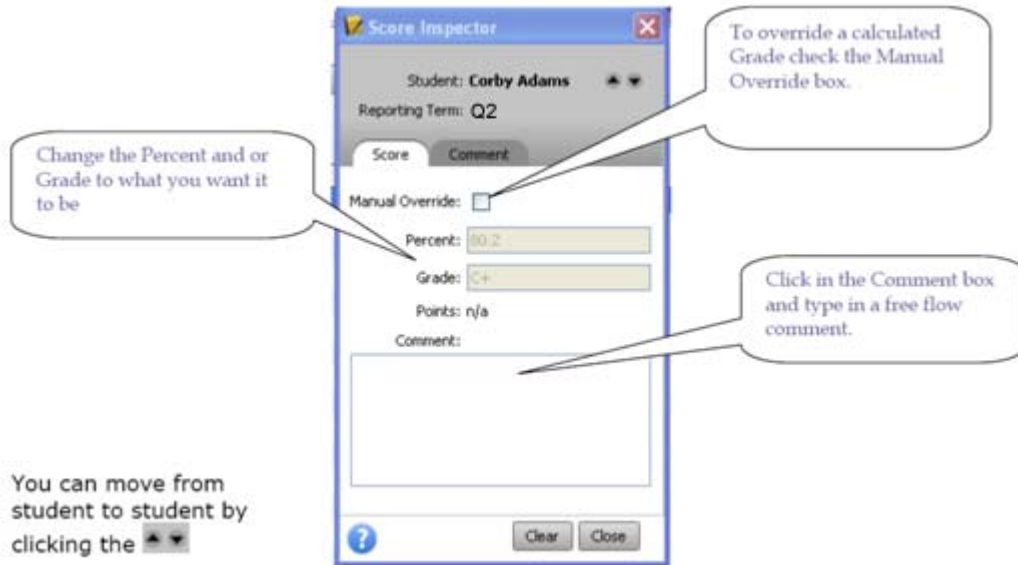 Score Inspector
Student: Corby Adams
Reporting Term: Q2
Score Comment
Manual Override:
Percent: 80.2
Grade: C+
Points: n/a
Comment:
Clear Close
To override a calculated
Grade check the Manual
Override box.
Change the Percent and or
Grade to what you want it
to be
Click in the Comment box
and type in a free flow
comment.
You can move from
student to student by
clicking the